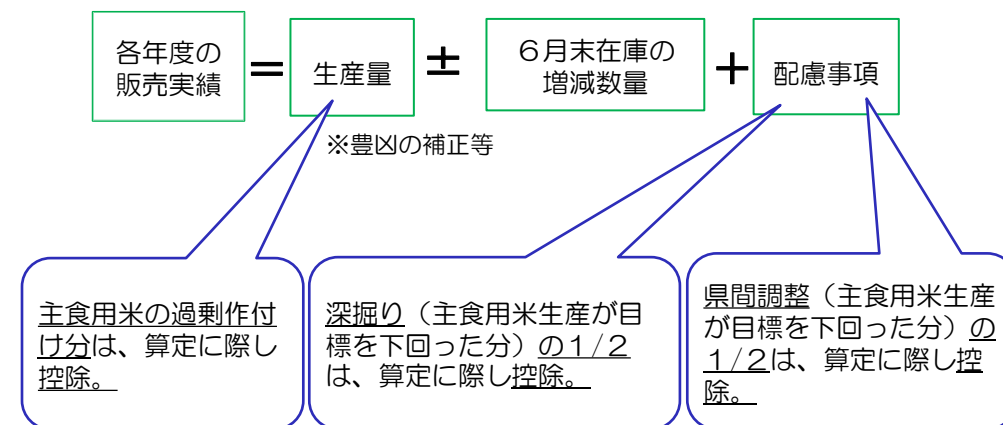 各年度の
販売実績
＝
生産量
±
６月末在庫の
増減数量
＋
配慮事項
※豊凶の補正等
主食用米の過剰作付
け分は、算定に際し
控除。
深掘り（主食用米生産が目
標を下回った分）の１/２
は、算定に際し控除。
県間調整（主食用米生産
が目標を下回った分）の
１/２は、算定に際し控
除。